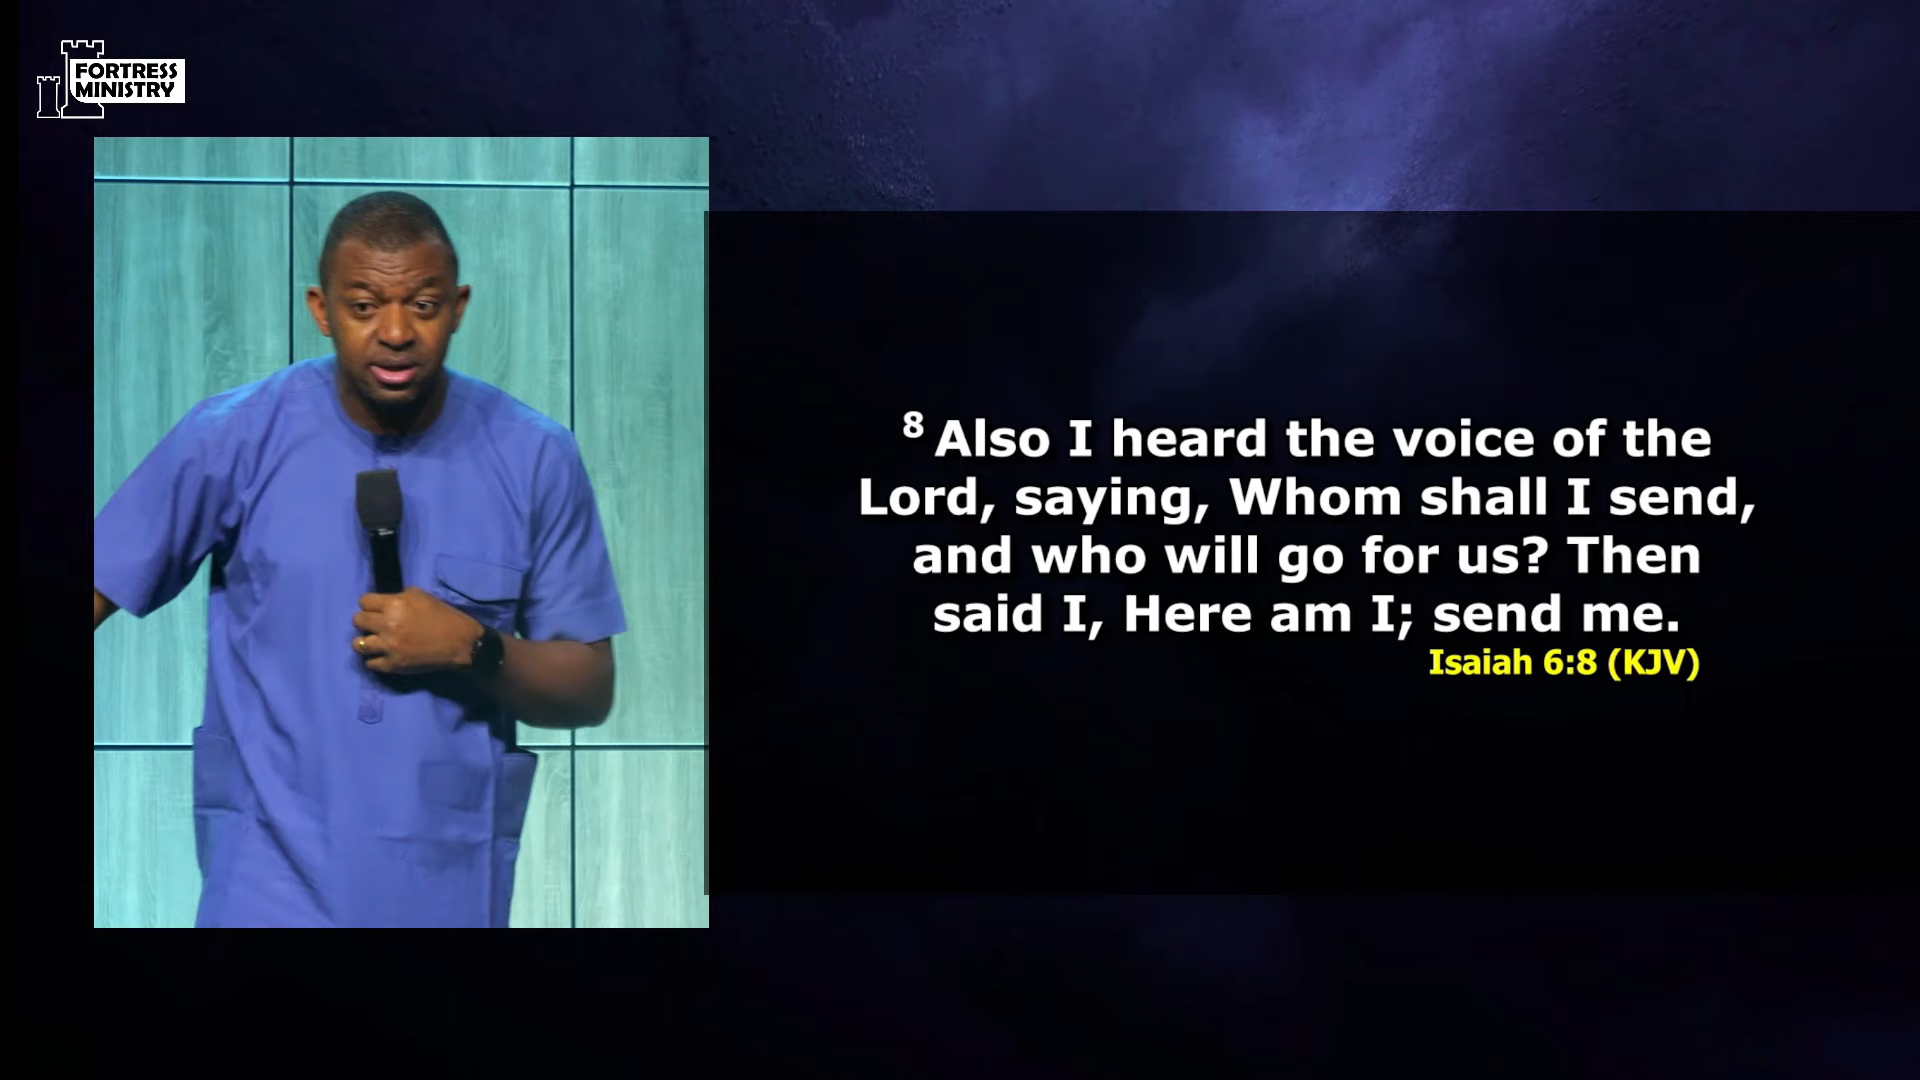 FORTRESS
MINISTRY
8 Also I heard the voice of the
Lord, saying, Whom shall I send,
and who will go for us? Then
said I, Here am I; send me.
Isaiah 6:8 (KJV)